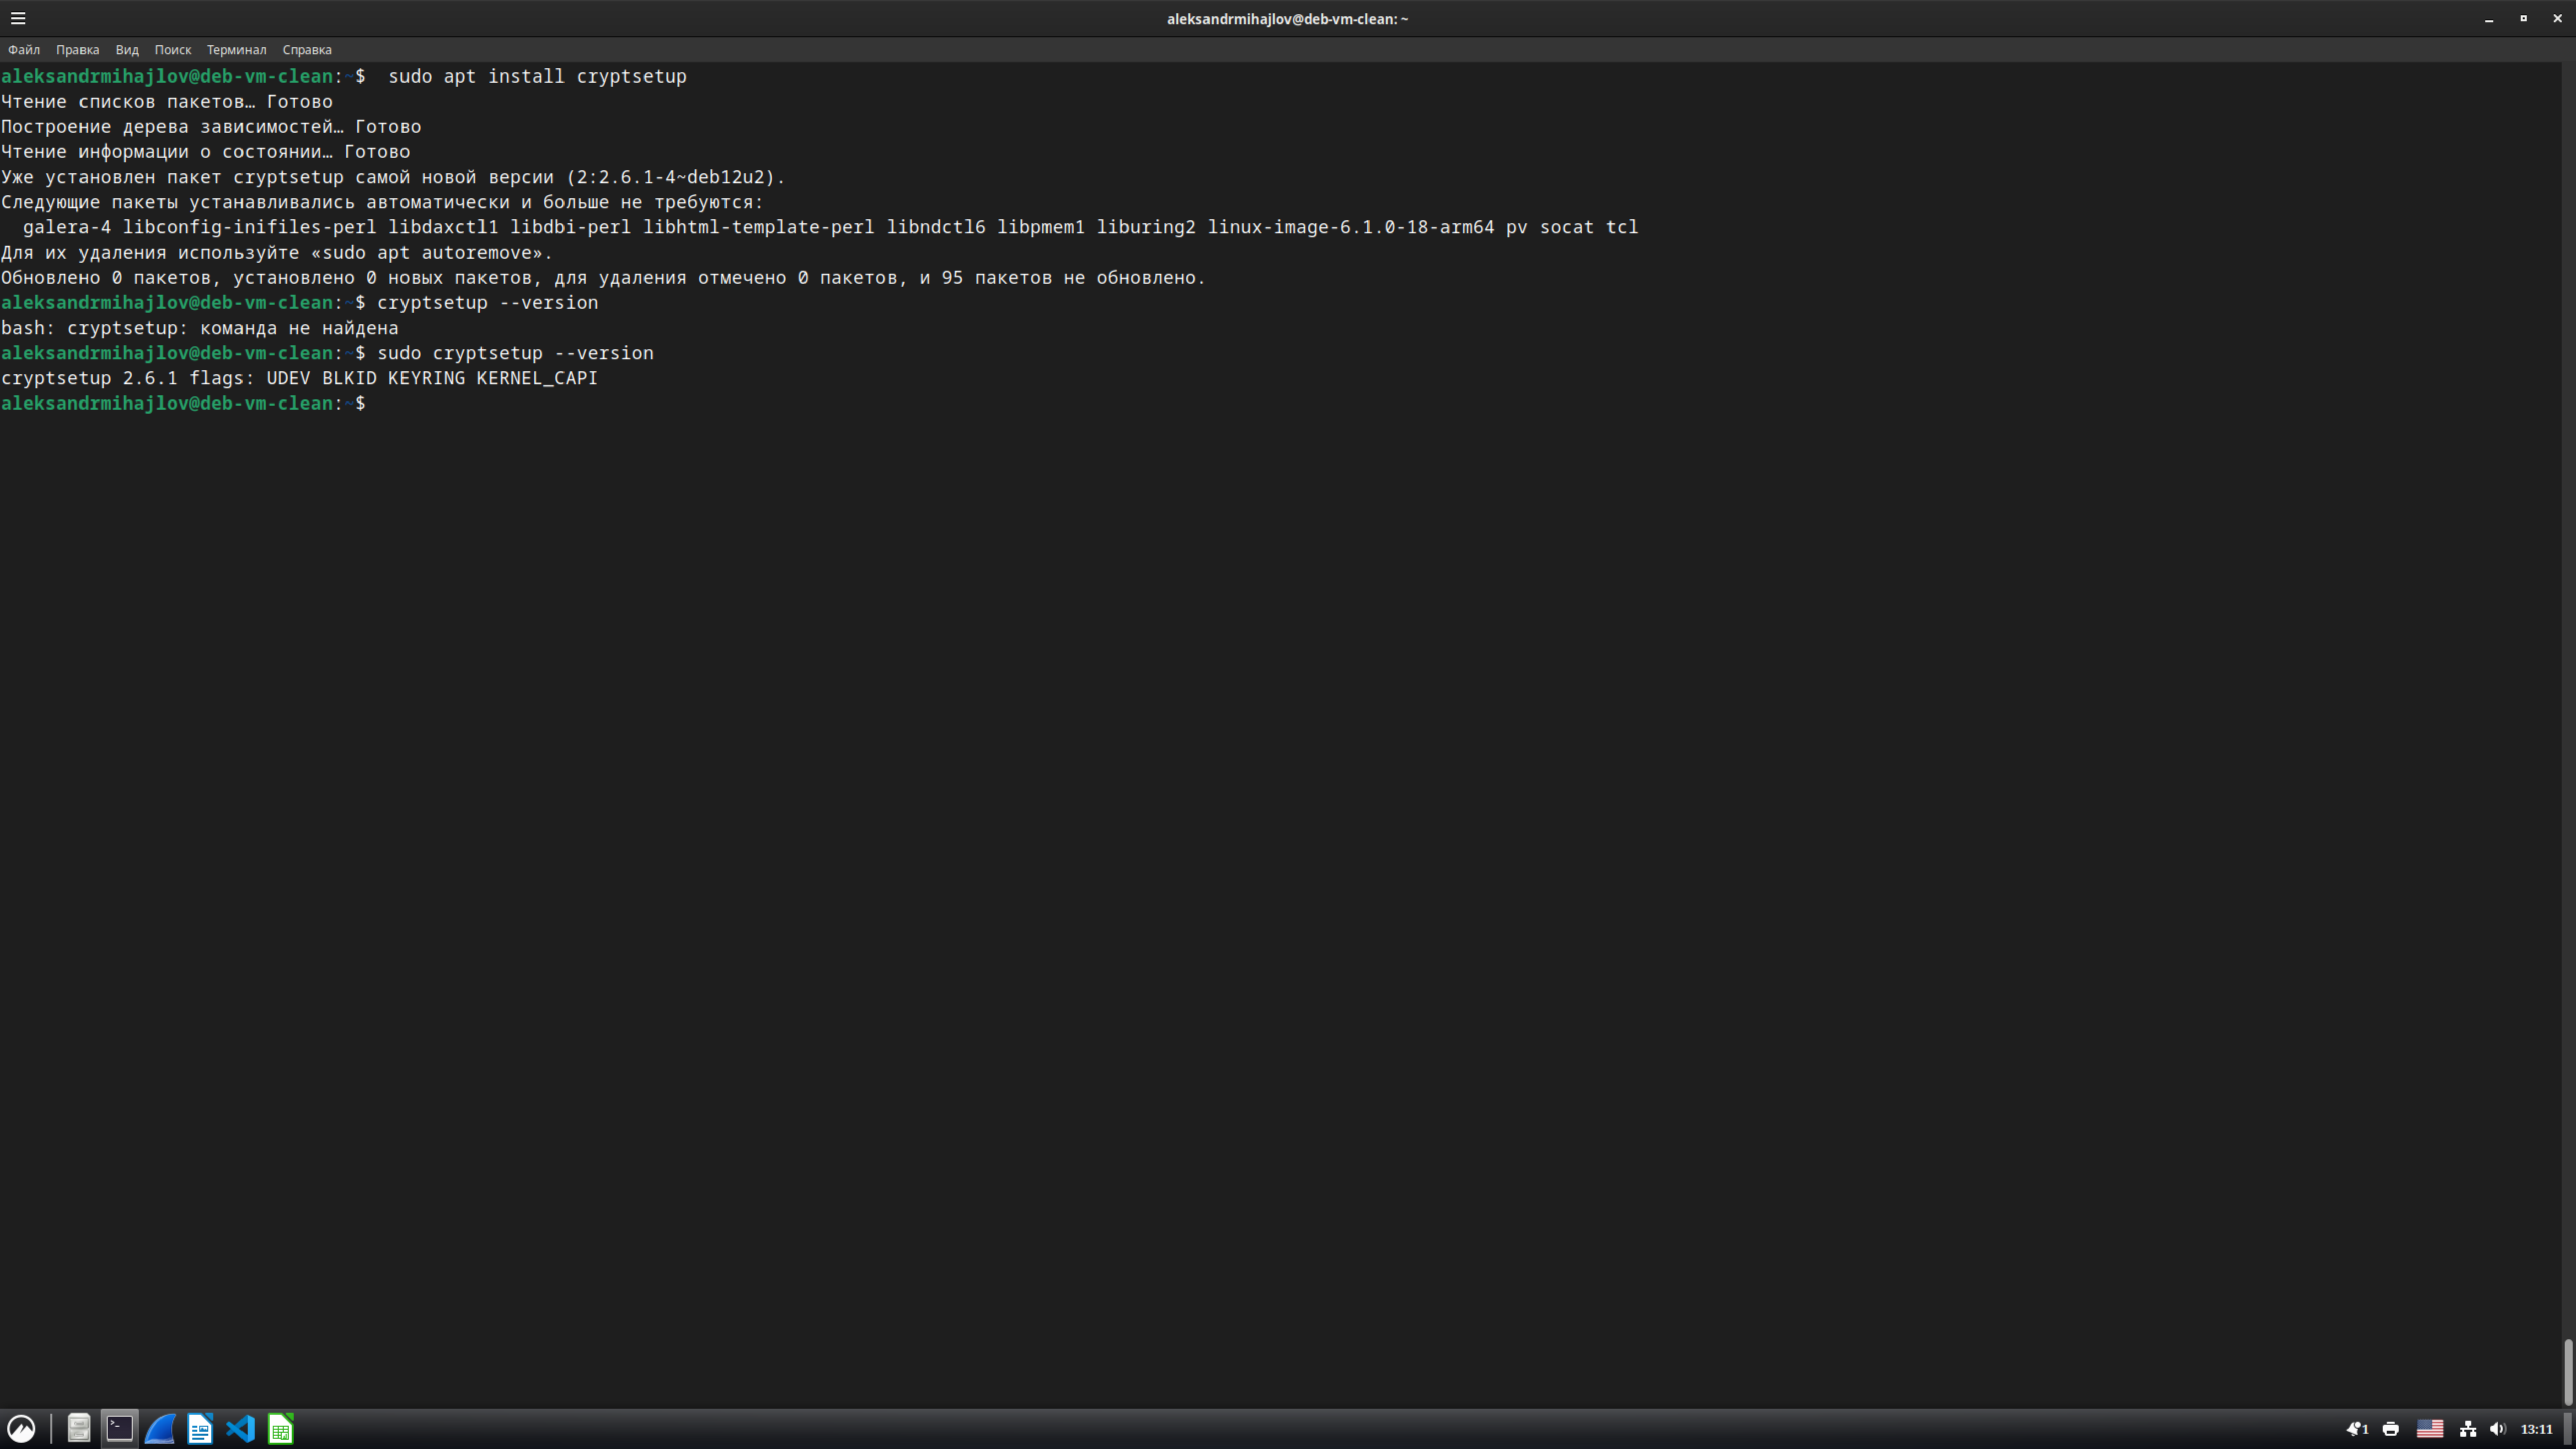 aleksandrmihajlov@deb-vm-clean: ~
Файл Правка Вид Поиск Терминал Справка
aleksandrmihajlov@deb-vm-clean:~$  sudo apt install cryptsetup
Чтение списков пакетов… Готово
Построение дерева зависимостей… Готово
Чтение информации о состоянии… Готово
Уже установлен пакет cryptsetup самой новой версии (2:2.6.1-4~deb12u2).
Следующие пакеты устанавливались автоматически и больше не требуются:
  galera-4 libconfig-inifiles-perl libdaxctl1 libdbi-perl libhtml-template-perl libndctl6 libpmem1 liburing2 linux-image-6.1.0-18-arm64 pv socat tcl
Для их удаления используйте «sudo apt autoremove».
Обновлено 0 пакетов, установлено 0 новых пакетов, для удаления отмечено 0 пакетов, и 95 пакетов не обновлено.
aleksandrmihajlov@deb-vm-clean:~$ cryptsetup --version
bash: cryptsetup: команда не найдена
aleksandrmihajlov@deb-vm-clean:~$ sudo cryptsetup --version
cryptsetup 2.6.1 flags: UDEV BLKID KEYRING KERNEL_CAPI
aleksandrmihajlov@deb-vm-clean:~$
1 13:11